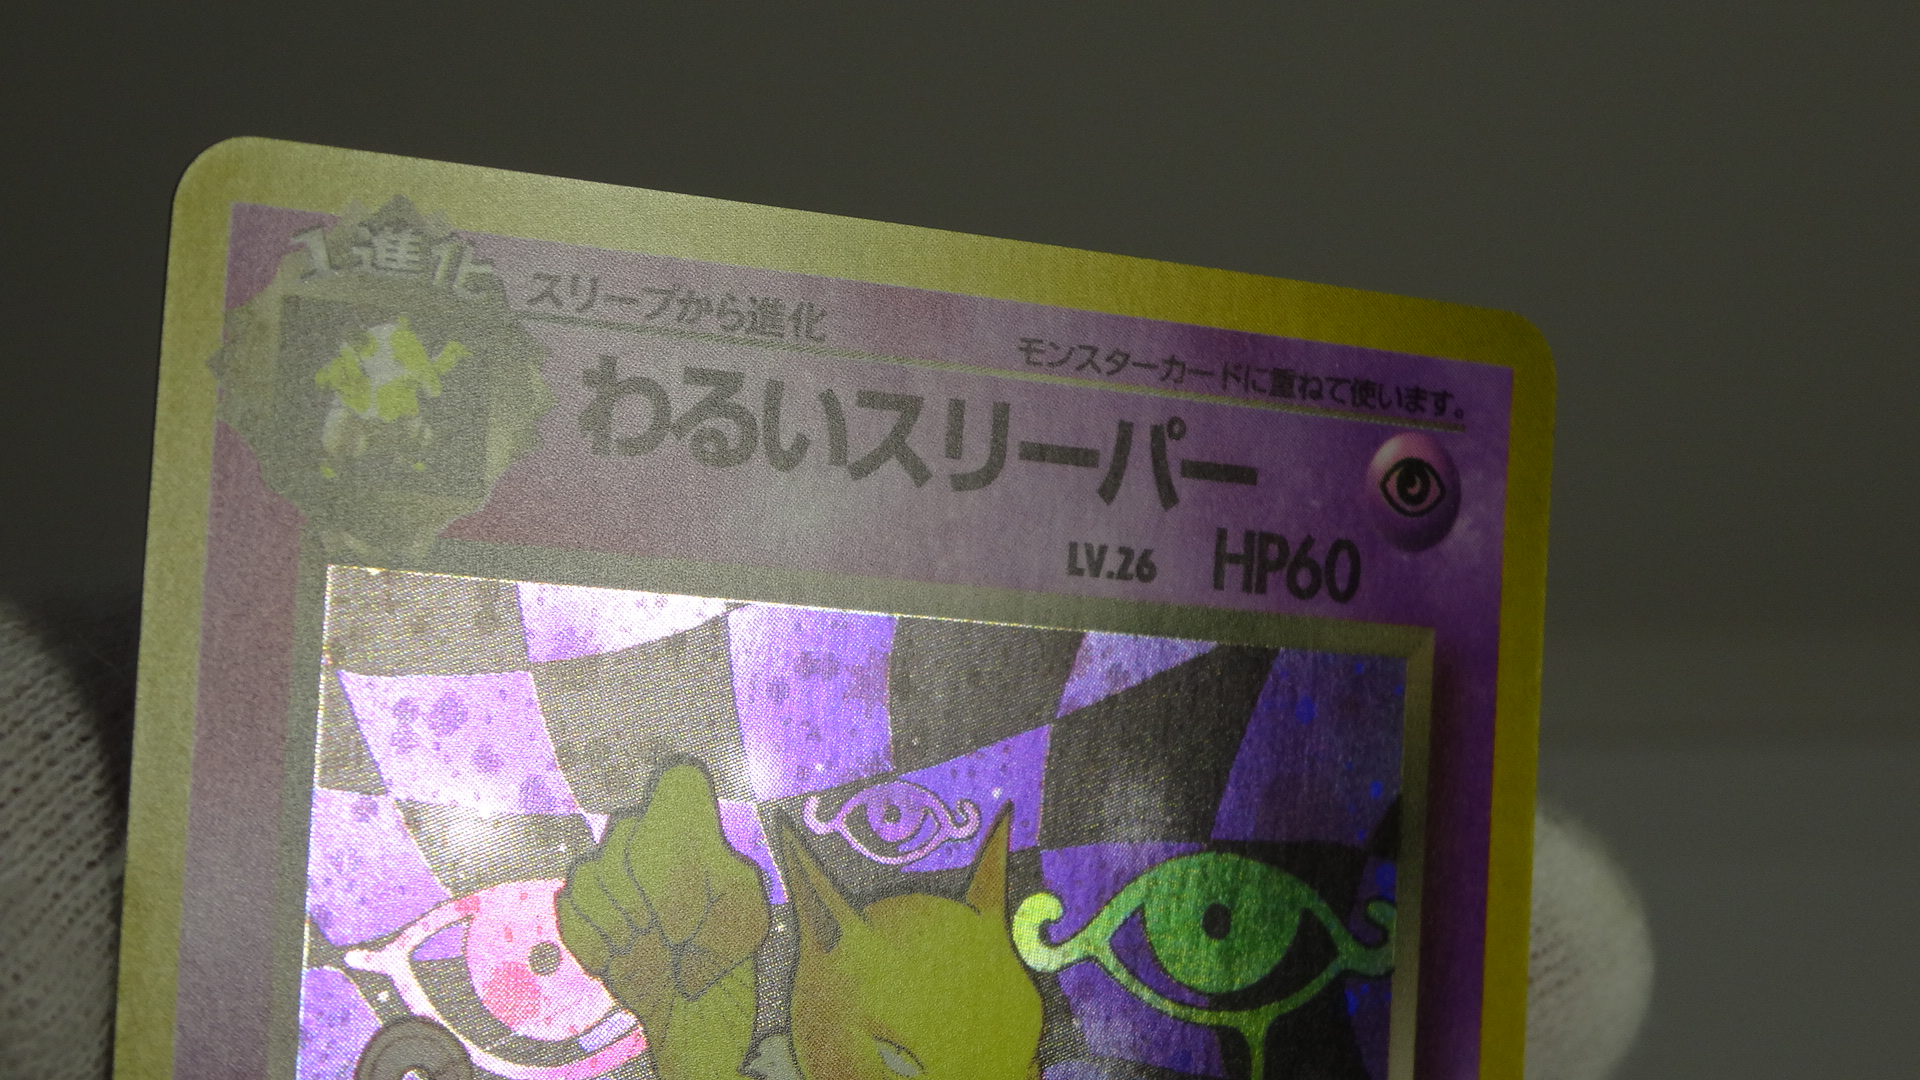 1進化
スリープから進化
モンスターカードに重ねて使います。
わるいスリーパー
LV.26 HP60